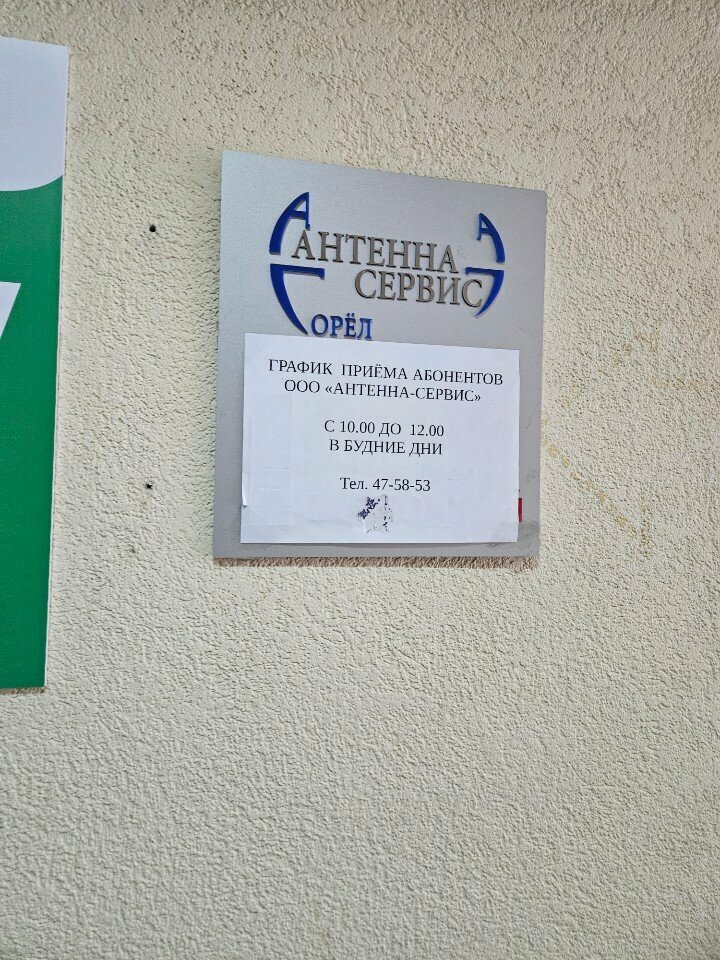 АНТЕННА
СЕРВИС
ОРЁЛ
ГРАФИК ПРИЁМА АБОНЕНТОВ
ООО «АНТЕННА-СЕРВИС»
С 10.00 ДО 12.00
В БУДНИЕ ДНИ
Тел. 47-58-53